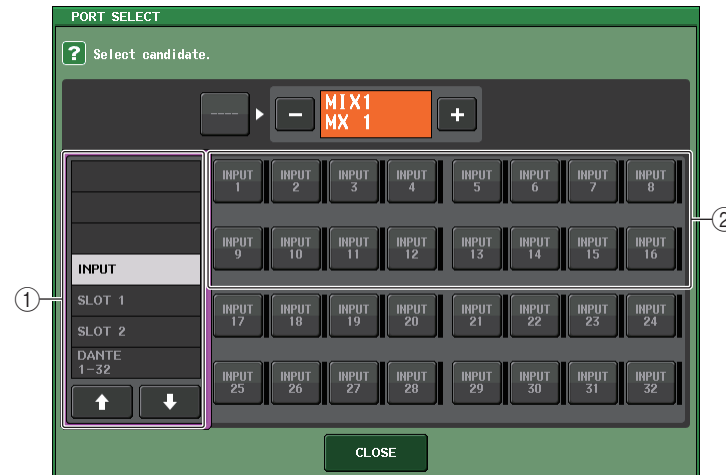 PORT SELECT
? Select candidate.
---- − MIX1 +
MX 1
INPUT 1 INPUT 2 INPUT 3 INPUT 4 INPUT 5 INPUT 6 INPUT 7 INPUT 8
②
INPUT 9 INPUT 10 INPUT 11 INPUT 12 INPUT 13 INPUT 14 INPUT 15 INPUT 16
①
INPUT
SLOT 1
SLOT 2
DANTE
1-32
INPUT 17 INPUT 18 INPUT 19 INPUT 20 INPUT 21 INPUT 22 INPUT 23 INPUT 24
INPUT 25 INPUT 26 INPUT 27 INPUT 28 INPUT 29 INPUT 30 INPUT 31 INPUT 32
CLOSE